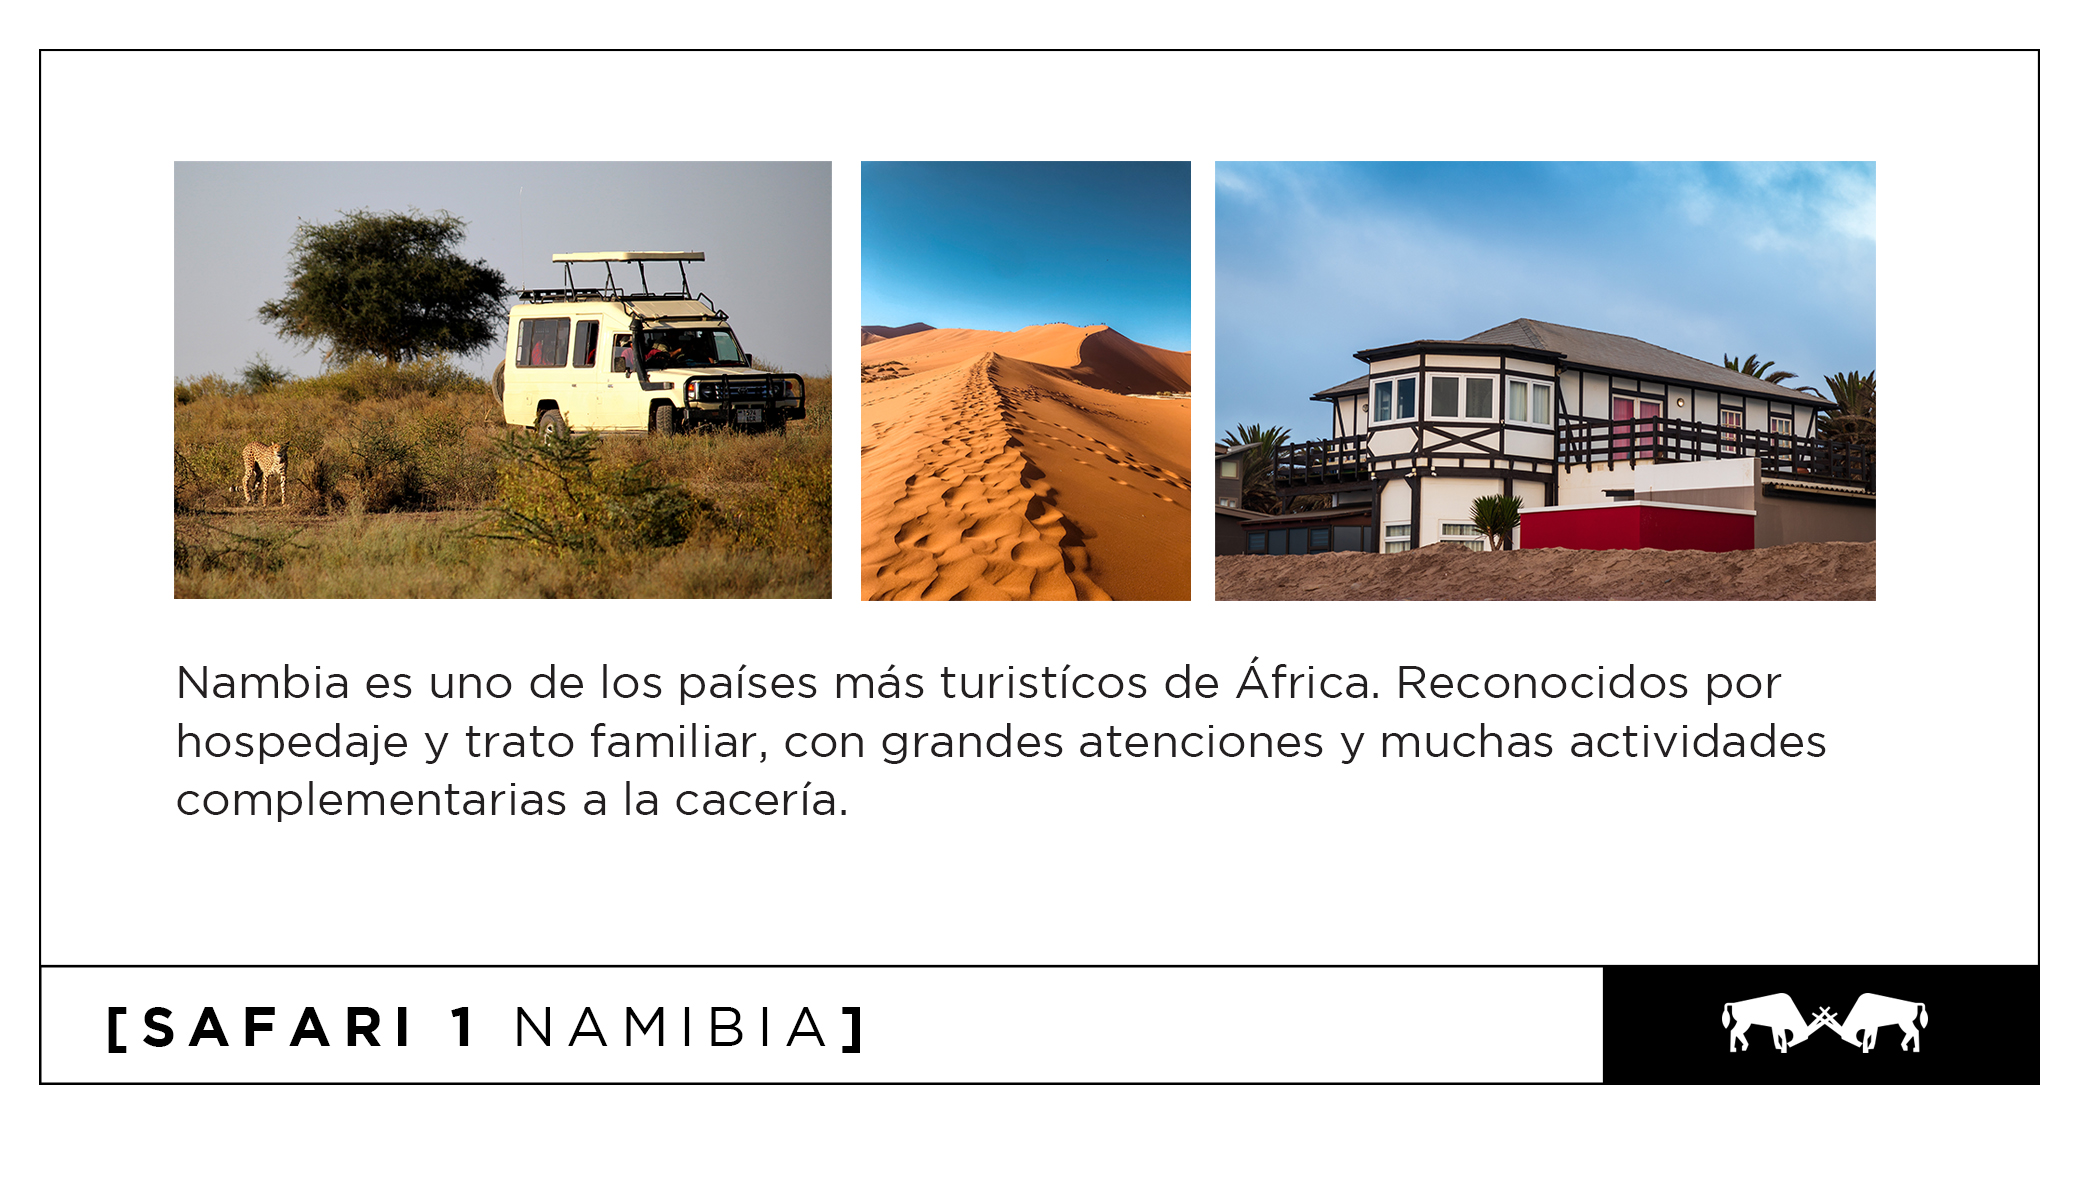 Nambia es uno de los países más turistícos de África. Reconocidos por
hospedaje y trato familiar, con grandes atenciones y muchas actividades
complementarias a la cacería.
[SAFARI 1 NAMIBIA]